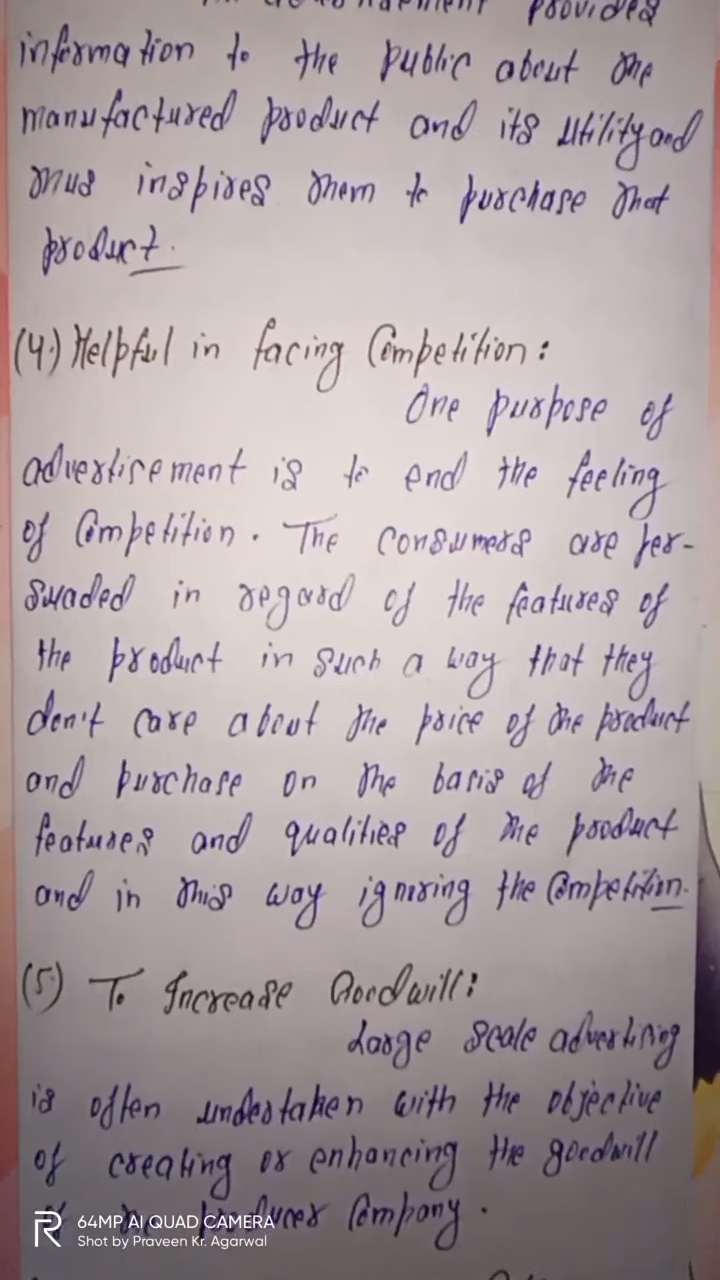 provides
information to the public about the
manufactured product and its utility and
thus inspires them to purchase that
product.
(4.) Helpful in facing Competition:
One purpose of
advertisement is to end the feeling
of Competition. The consumers are per-
suaded in regard of the features of
the product in such a way that they
don't care about the price of the product
and purchase on the basis of the
features and qualities of the product
and in this way ignoring the Competition.
(5.) To Increase Goodwill:
Large scale advertising
is often undertaken with the objective
of creating or enhancing the goodwill
of the producer Company.
64MP AI QUAD CAMERA
Shot by Praveen Kr. Agarwal